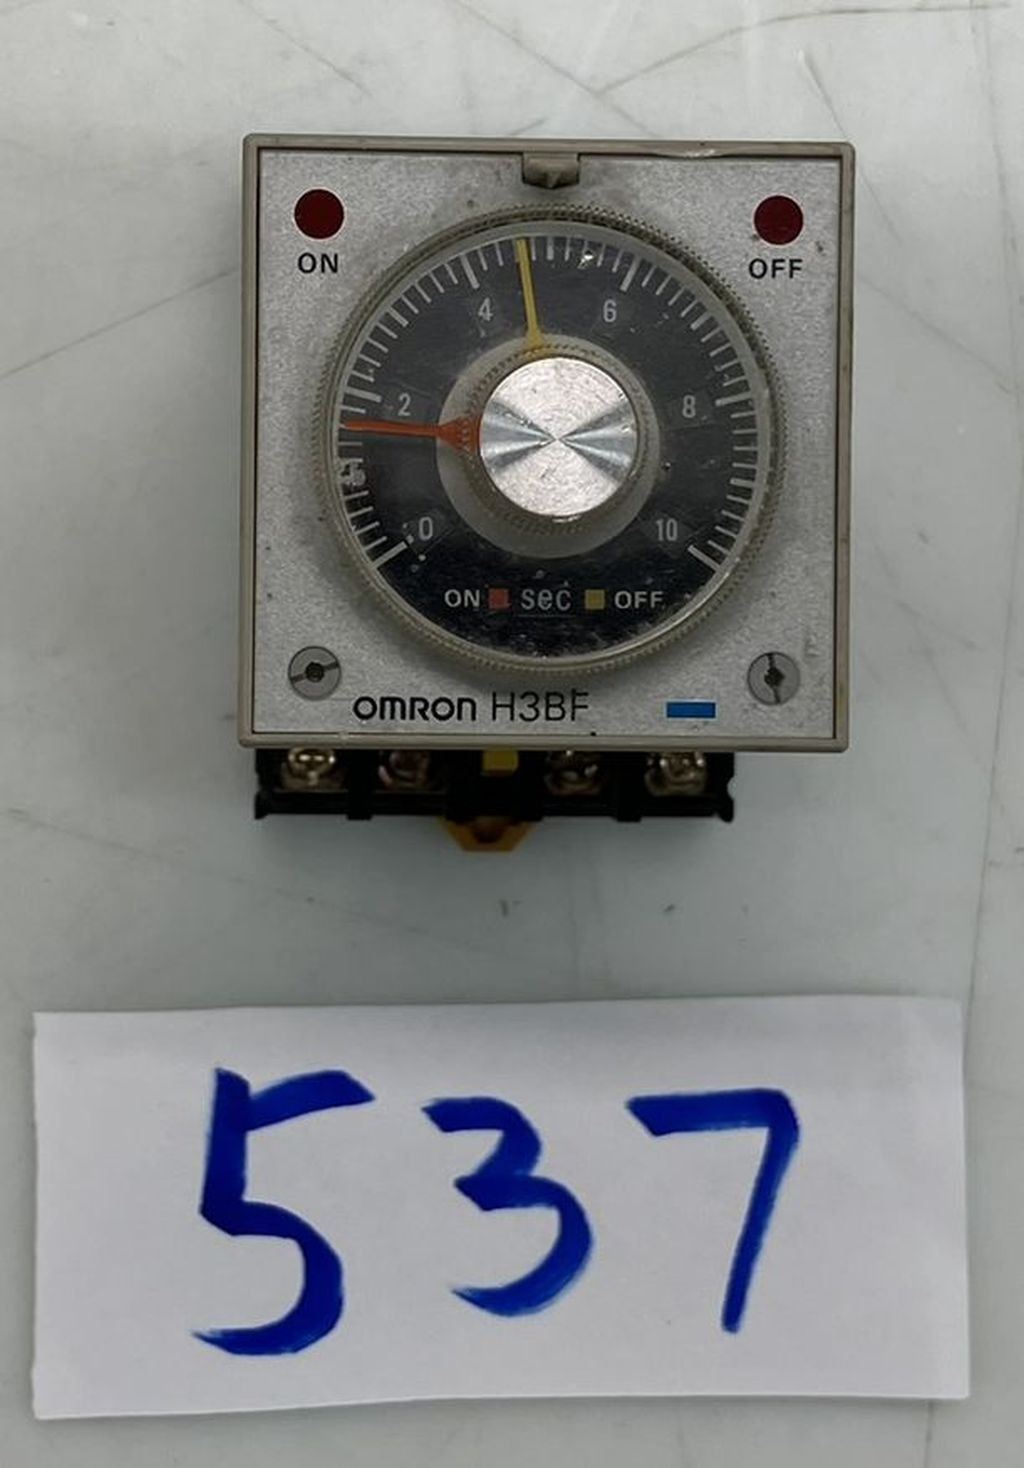 ON OFF
4 6
2 8
0 10
ON sec OFF
OMRON H3BF
537